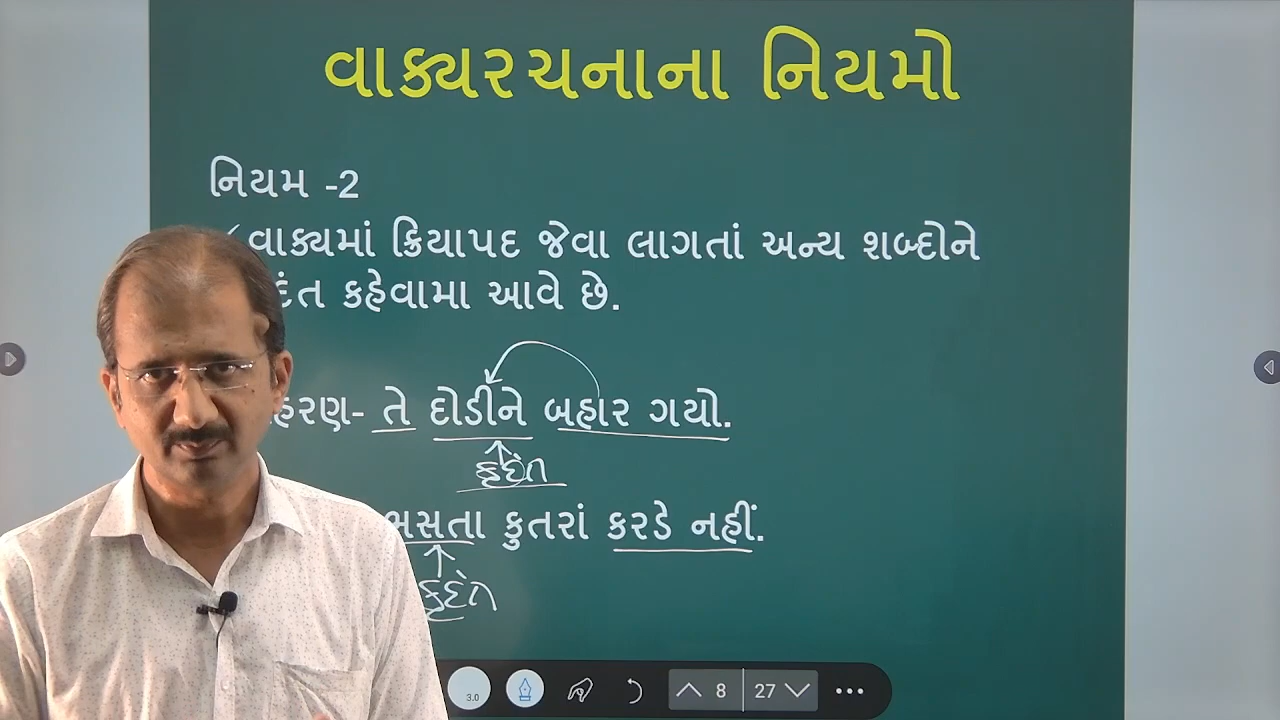 વાક્યરચનાના નિયમો
નિયમ -2
વાક્યમાં ક્રિયાપદ જેવા લાગતાં અન્ય શબ્દોને
કહેવામા આવે છે.
તે દોડીને બહાર ગયો.
કૃદંત
ભસતા કુતરાં કરડે નહીં.
કૃદંત
3.0
8
27